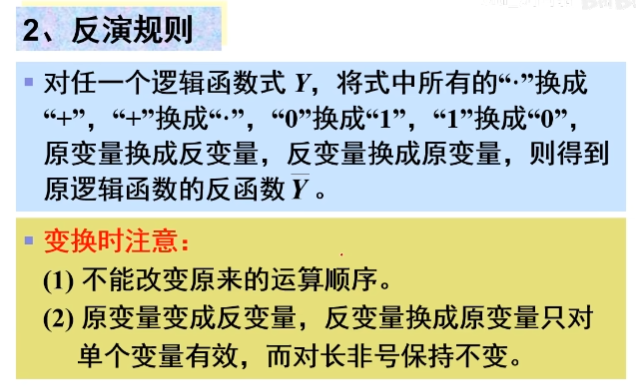 2、反演规则
对任一个逻辑函数式 Y，将式中所有的“·”换成
“+”，“+”换成“·”，“0”换成“1”，“1”换成“0”，
原变量换成反变量，反变量换成原变量，则得到
原逻辑函数的反函数 Y̅ 。
变换时注意：
(1) 不能改变原来的运算顺序。
(2) 原变量变成反变量，反变量换成原变量只对
单个变量有效，而对长非号保持不变。